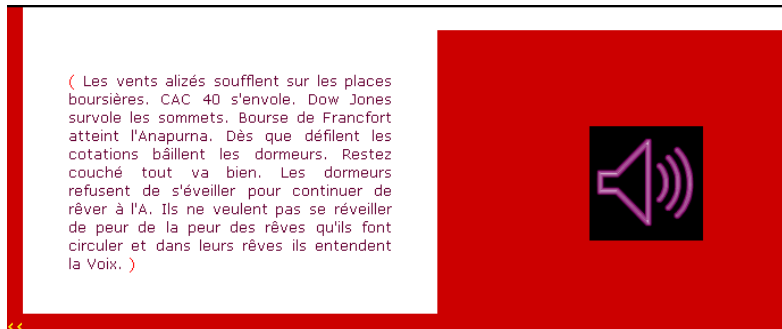 ( Les vents alizés soufflent sur les places
boursières. CAC 40 s'envole. Dow Jones
survole les sommets. Bourse de Francfort
atteint l'Anapurna. Dès que défilent les
cotations bâillent les dormeurs. Restez
couché tout va bien. Les dormeurs
refusent de s'éveiller pour continuer de
rêver à l'A. Ils ne veulent pas se réveiller
de peur de la peur des rêves qu'ils font
circuler et dans leurs rêves ils entendent
la Voix. )
<<